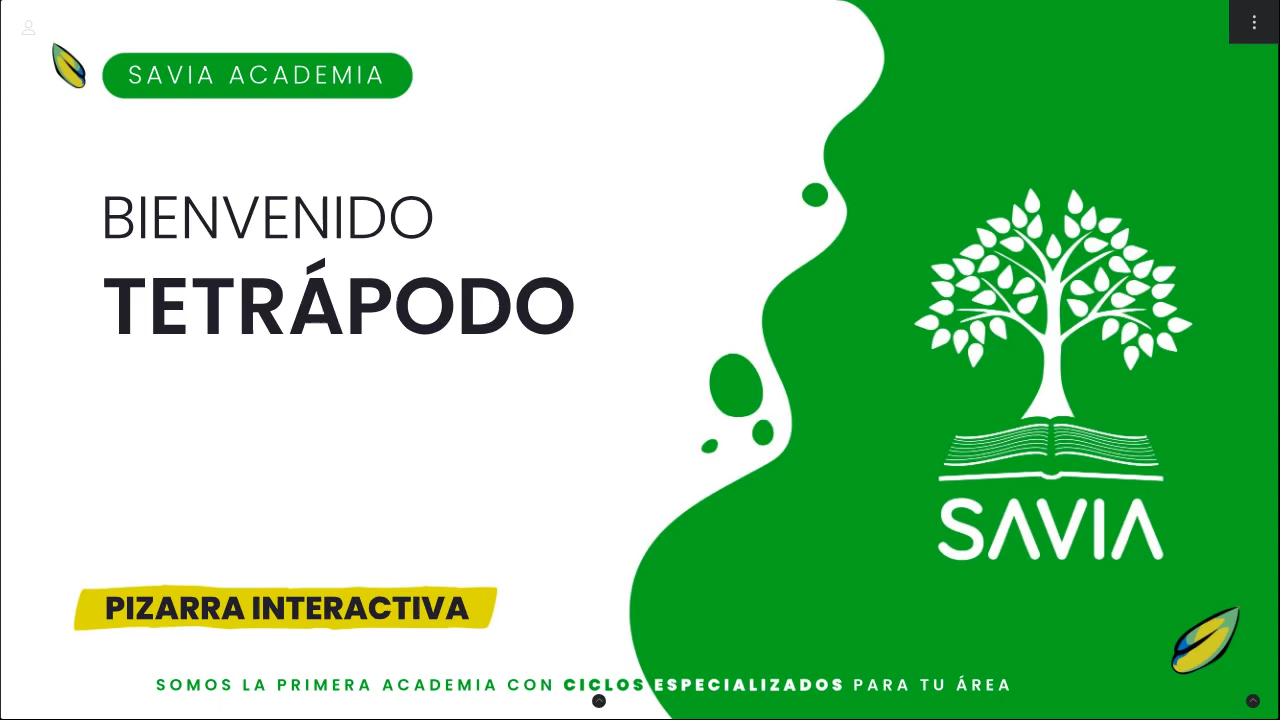 SAVIA ACADEMIA
BIENVENIDO
TETRÁPODO
SAVIA
PIZARRA INTERACTIVA
SOMOS LA PRIMERA ACADEMIA CON CICLOS ESPECIALIZADOS PARA TU ÁREA